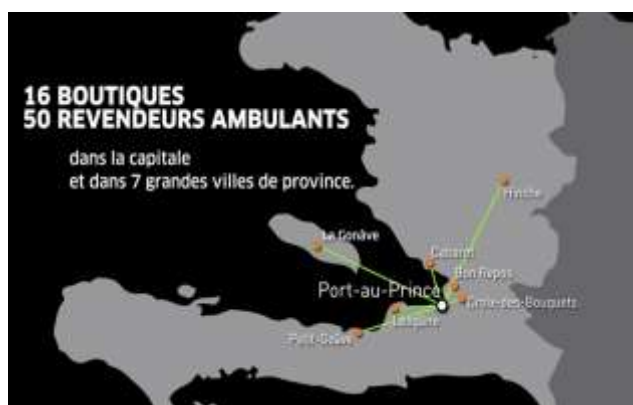 16 BOUTIQUES
50 REVENDEURS AMBULANTS
dans la capitale
et dans 7 grandes villes de province.
Hinche
La Gonâve
Cabaret
Bon Repos
Port-au-Prince
Croix-des-Bouquets
Léogâne
Petit-Goâve